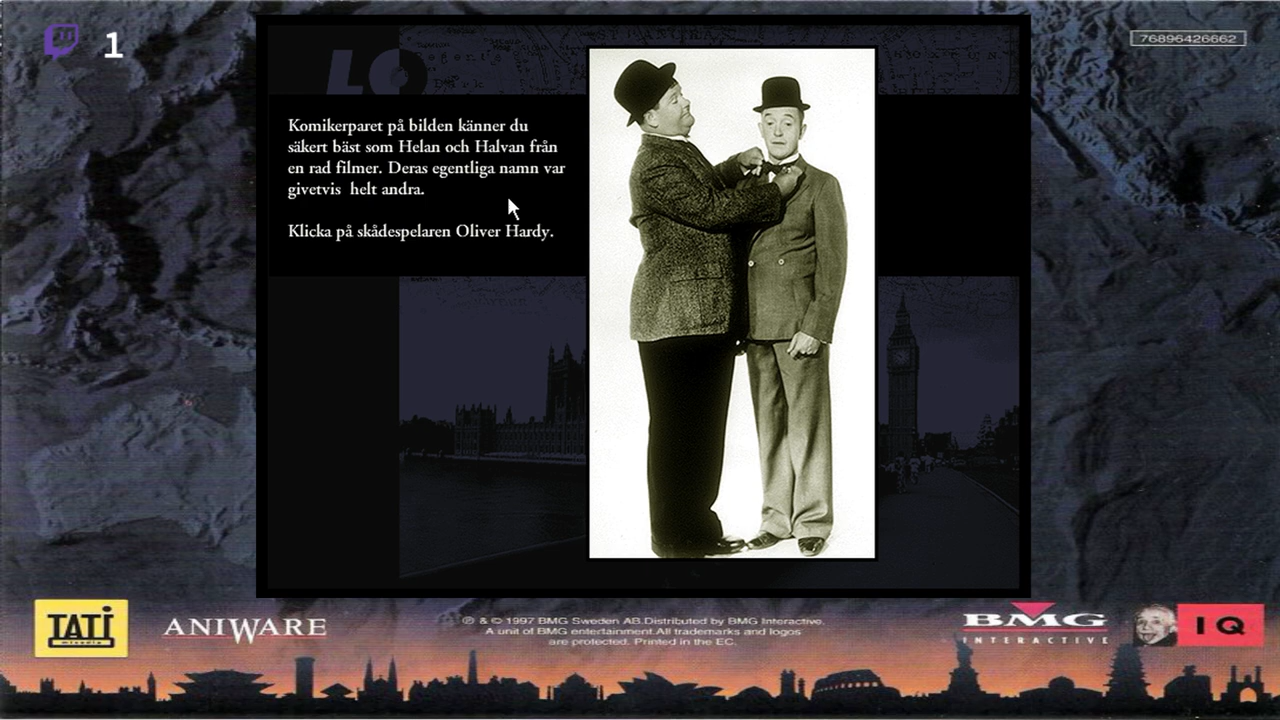 1
LO
76896426662
Komikerparet på bilden känner du
säkert bäst som Helan och Halvan från
en rad filmer. Deras egentliga namn var
givetvis  helt andra.
Klicka på skådespelaren Oliver Hardy.
TATi
mixedia
ANIWARE
℗ & © 1997 BMG Sweden AB.Distributed by BMG Interactive.
A unit of BMG entertainment.All trademarks and logos
are protected. Printed in the EC.
BMG
INTERACTIVE
IQ